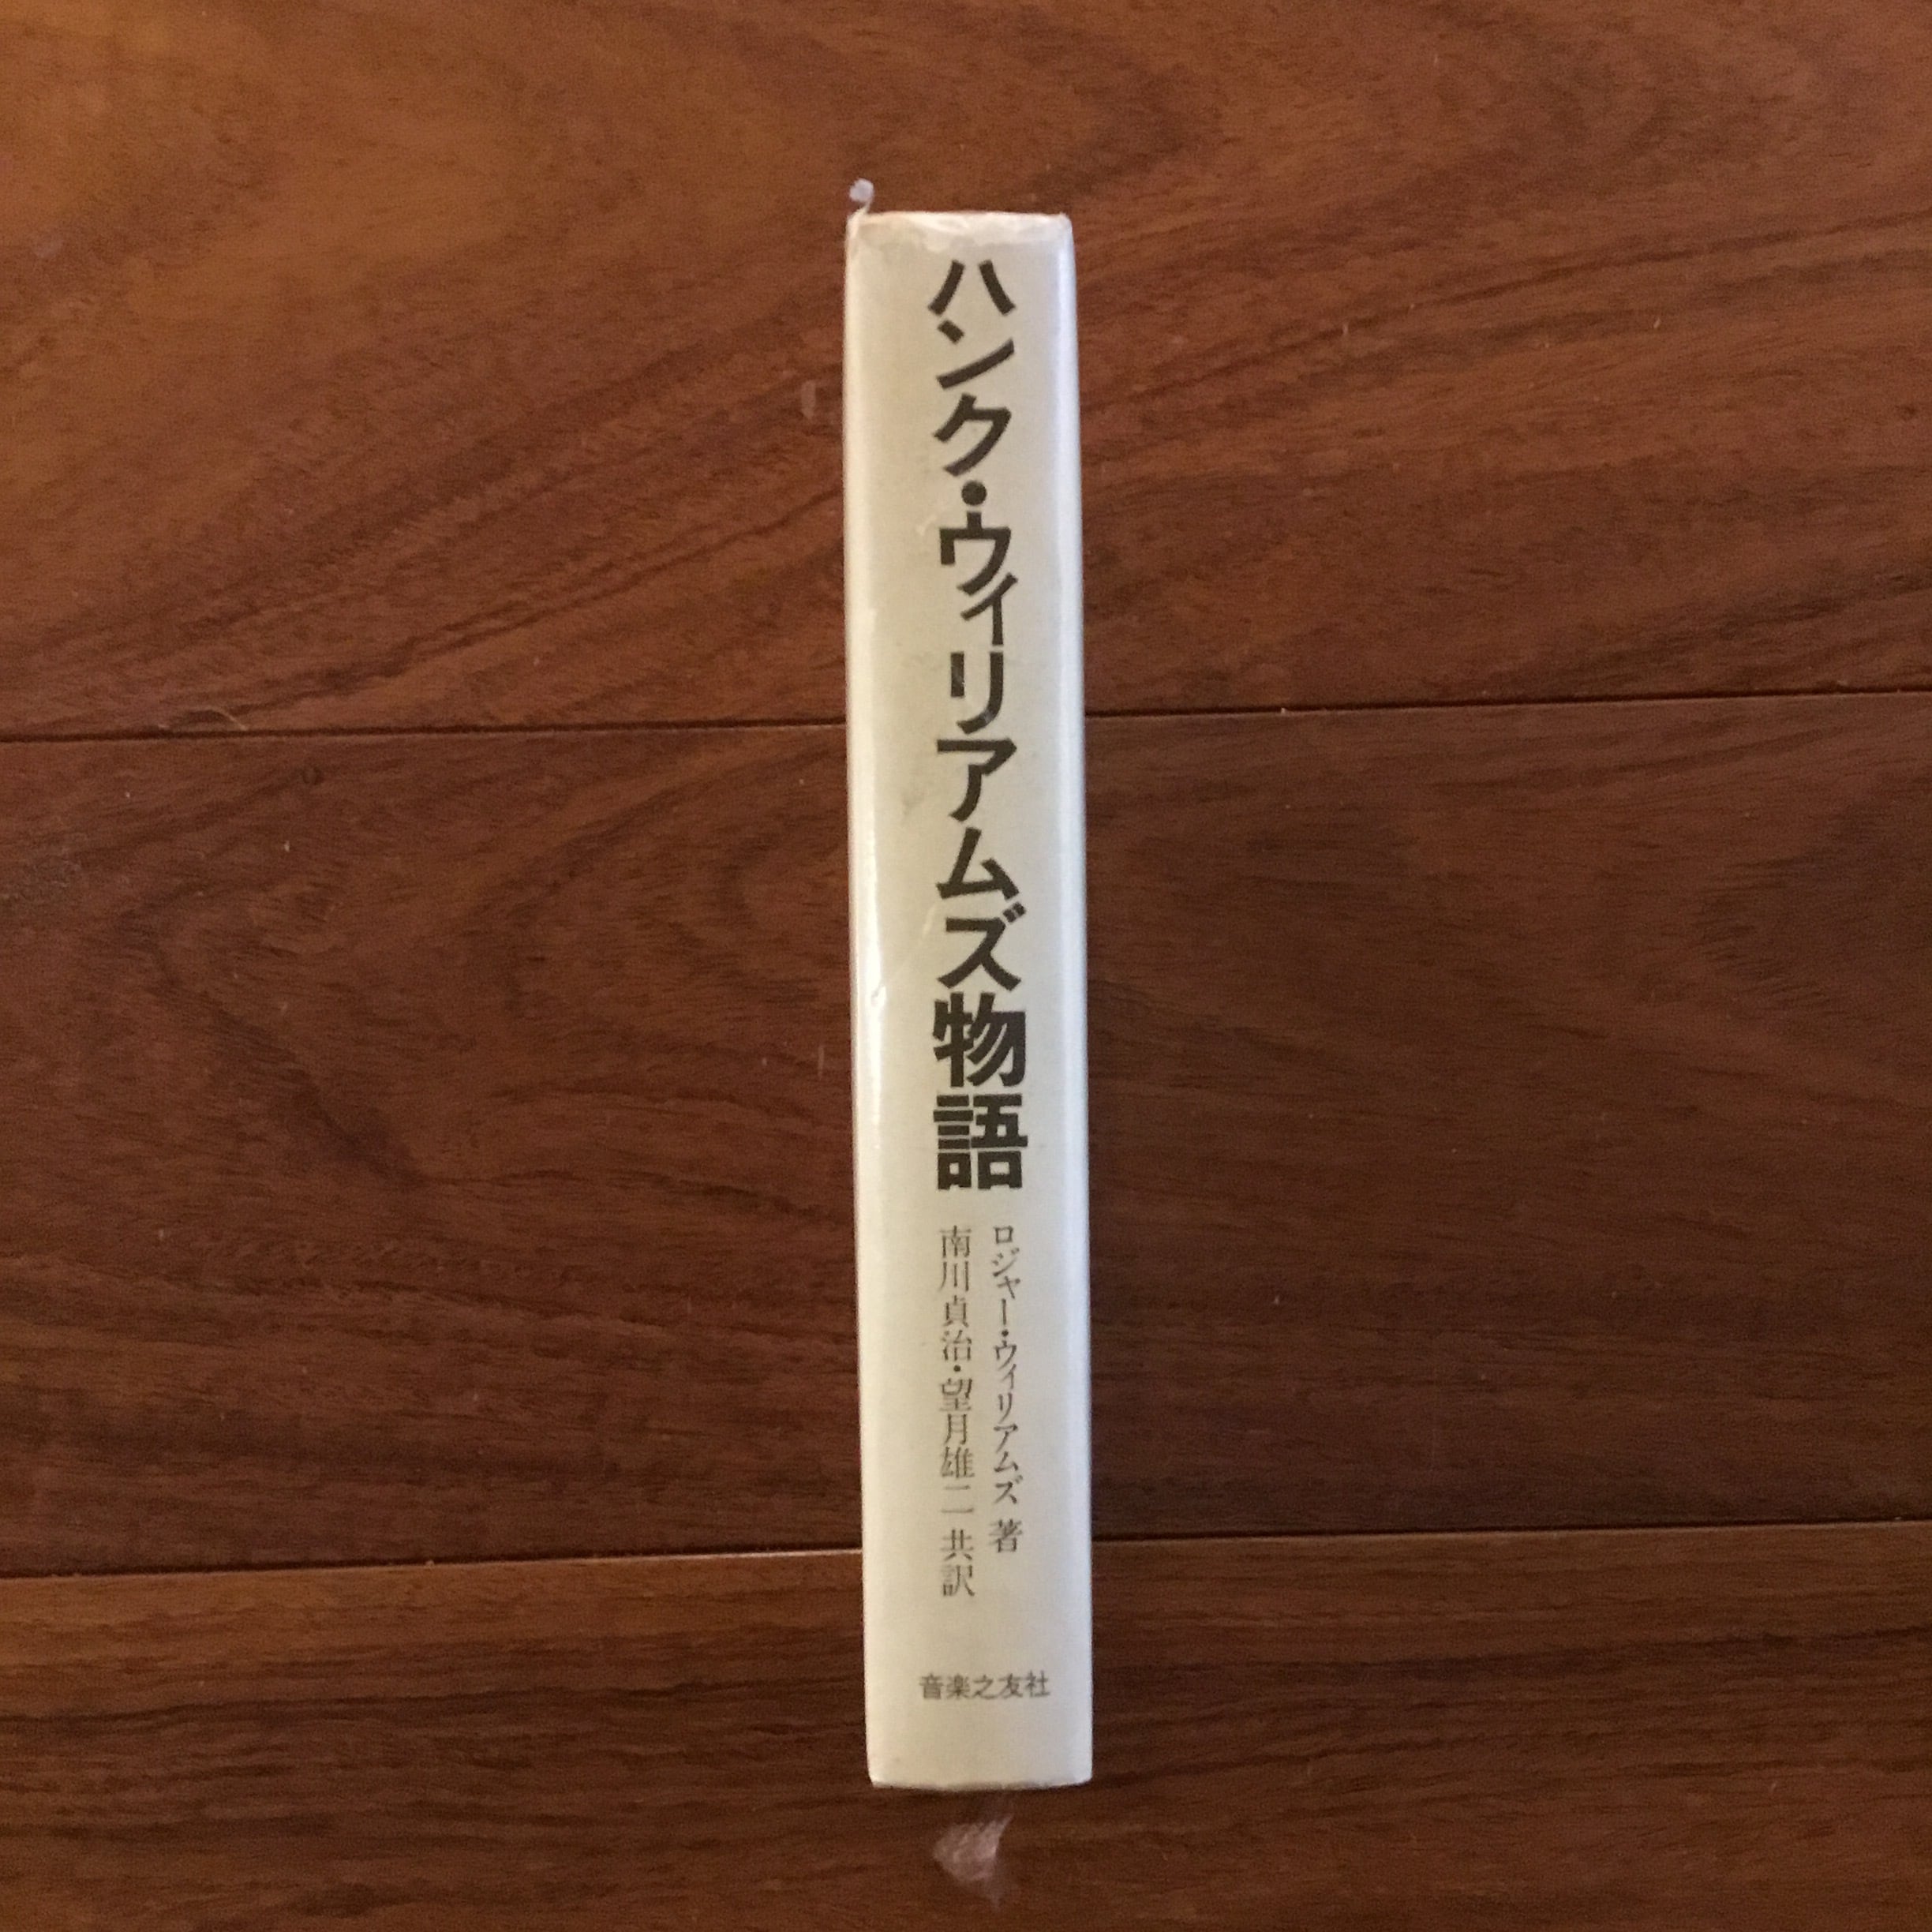 ハンク・ウィリアムズ物語
ロジャー・ウィリアムズ 著
南川貞治・望月雄二 共訳
音楽之友社